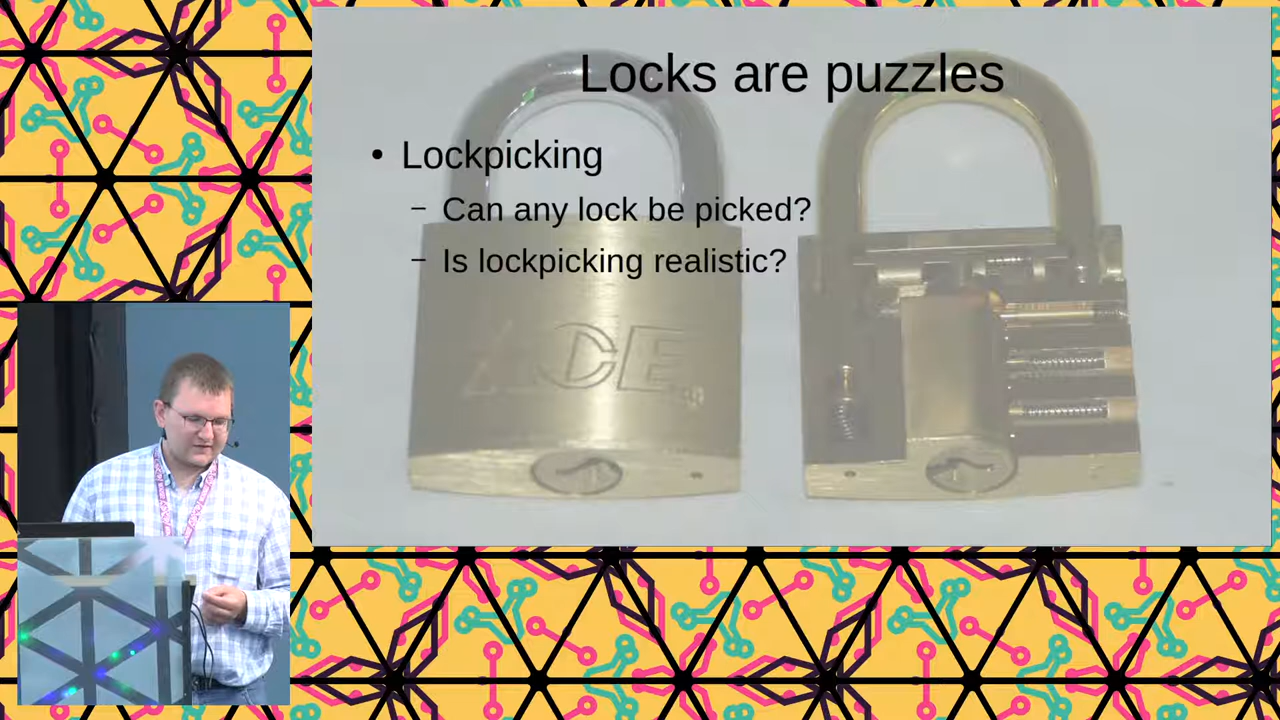 Locks are puzzles
• Lockpicking
– Can any lock be picked?
– Is lockpicking realistic?
ACE